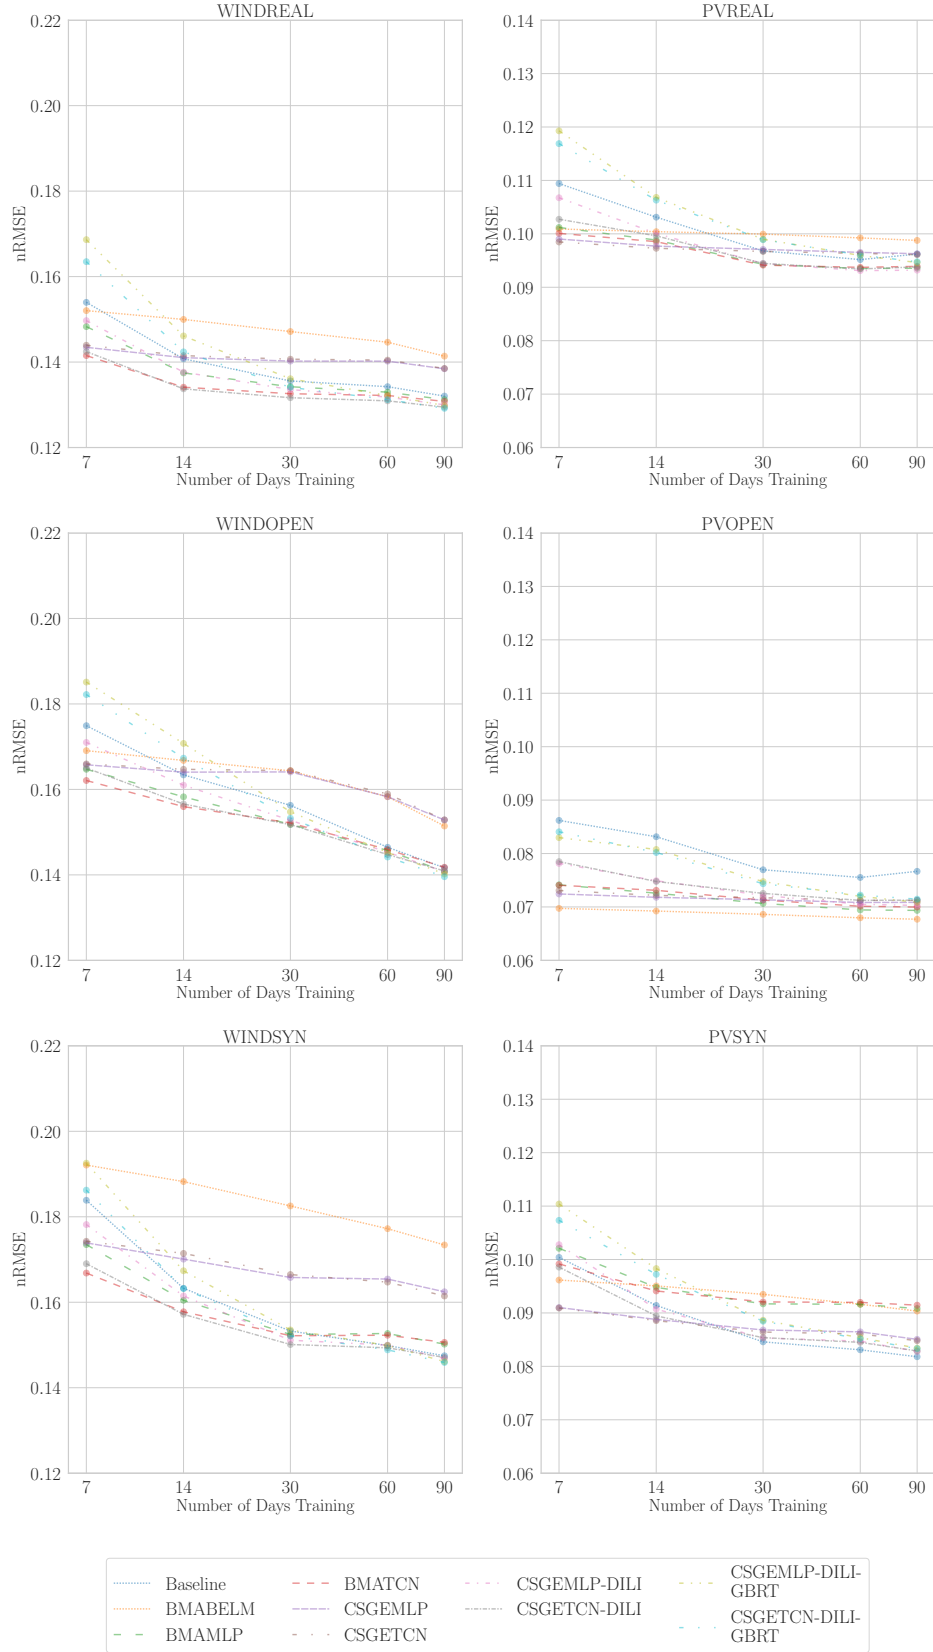 WINDREAL
PVREAL
0.22
0.20
0.18
0.16
0.14
0.12
nRMSE
7 14 30 60 90
Number of Days Training
0.14
0.13
0.12
0.11
0.10
0.09
0.08
0.07
0.06
nRMSE
7 14 30 60 90
Number of Days Training
WINDOPEN
PVOPEN
0.22
0.20
0.18
0.16
0.14
0.12
nRMSE
7 14 30 60 90
Number of Days Training
0.14
0.13
0.12
0.11
0.10
0.09
0.08
0.07
0.06
nRMSE
7 14 30 60 90
Number of Days Training
WINDSYN
PVSYN
0.22
0.20
0.18
0.16
0.14
0.12
nRMSE
7 14 30 60 90
Number of Days Training
0.14
0.13
0.12
0.11
0.10
0.09
0.08
0.07
0.06
nRMSE
7 14 30 60 90
Number of Days Training
Baseline
BMABELM
BMAMLP
BMATCN
CSGEMLP
CSGETCN
CSGEMLP-DILI
CSGETCN-DILI
CSGEMLP-DILI-
GBRT
CSGETCN-DILI-
GBRT